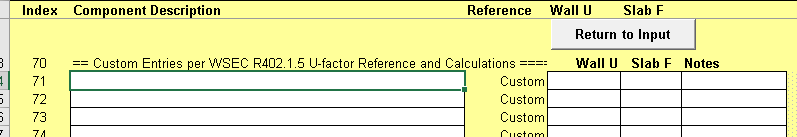 Index Component Description Reference Wall U Slab F
Return to Input
70 == Custom Entries per WSEC R402.1.5 U-factor Reference and Calculations ==== Wall U Slab F Notes
71 Custom
72 Custom
73 Custom
74 Custom